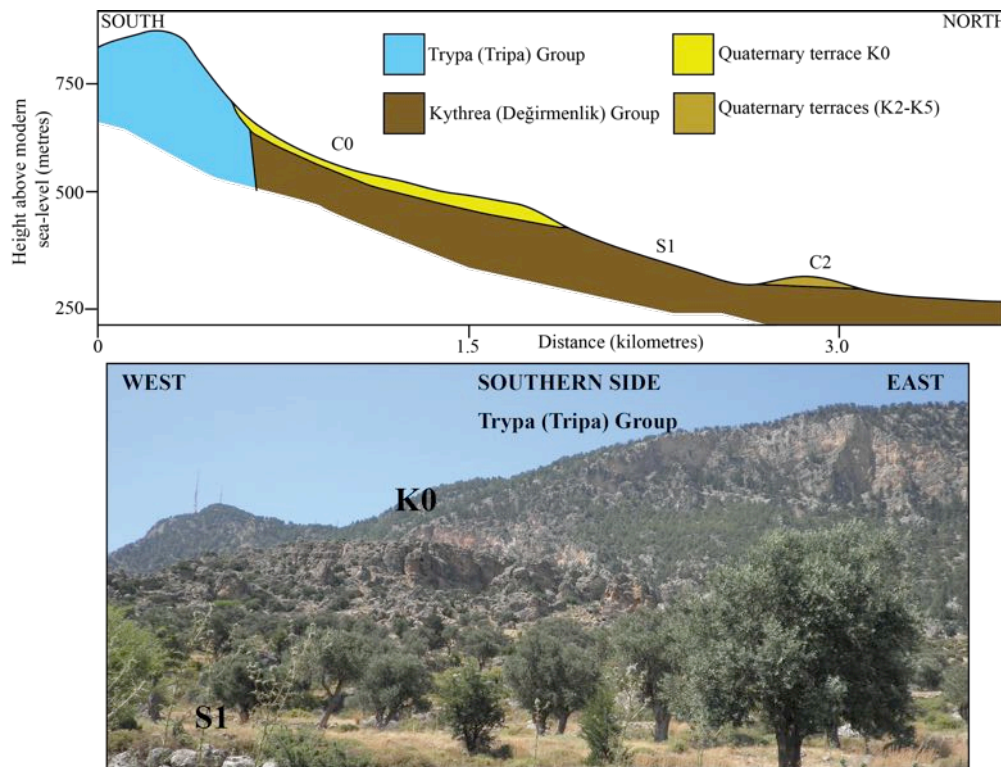 SOUTH
NORTH
Height above modern
sea-level (metres)
750
500
250
Trypa (Tripa) Group
Quaternary terrace K0
Kythrea (Değirmenlik) Group
Quaternary terraces (K2-K5)
C0
S1
C2
0
1.5
Distance (kilometres)
3.0
WEST
SOUTHERN SIDE
EAST
Trypa (Tripa) Group
K0
S1